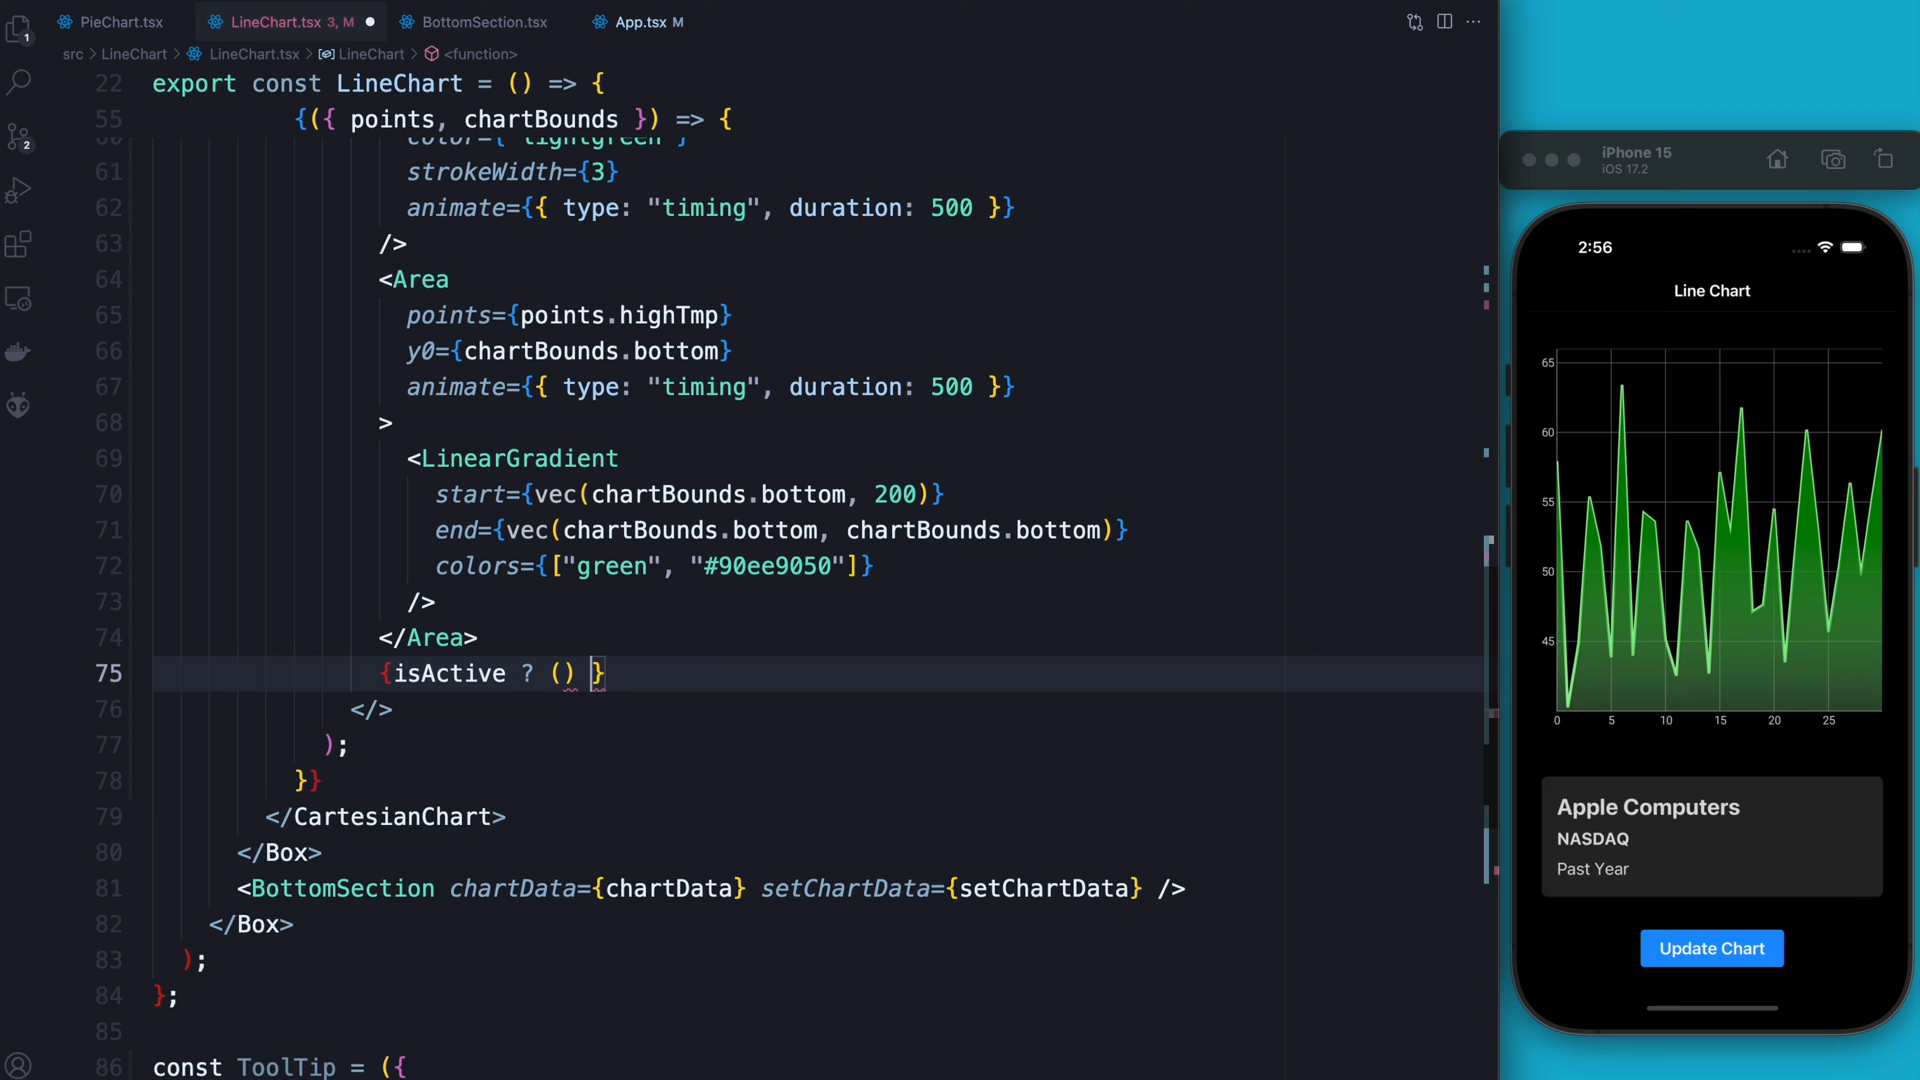 PieChart.tsx
LineChart.tsx 3, M
BottomSection.tsx
App.tsx M
src > LineChart > LineChart.tsx > LineChart > <function>
22 export const LineChart = () => {
55 {({ points, chartBounds }) => {
60 color={"lightgreen"}
61 strokeWidth={3}
62 animate={{ type: "timing", duration: 500 }}
63 />
64 <Area
65 points={points.highTmp}
66 y0={chartBounds.bottom}
67 animate={{ type: "timing", duration: 500 }}
68 >
69 <LinearGradient
70 start={vec(chartBounds.bottom, 200)}
71 end={vec(chartBounds.bottom, chartBounds.bottom)}
72 colors={["green", "#90ee9050"]}
73 />
74 </Area>
75 {isActive ? () }
76 </>
77 );
78 }}
79 </CartesianChart>
80 </Box>
81 <BottomSection chartData={chartData} setChartData={setChartData} />
82 </Box>
83 );
84 };
85
86 const ToolTip = ({
1
2
iPhone 15
iOS 17.2
2:56
Line Chart
65
60
55
50
45
0 5 10 15 20 25
Apple Computers
NASDAQ
Past Year
Update Chart